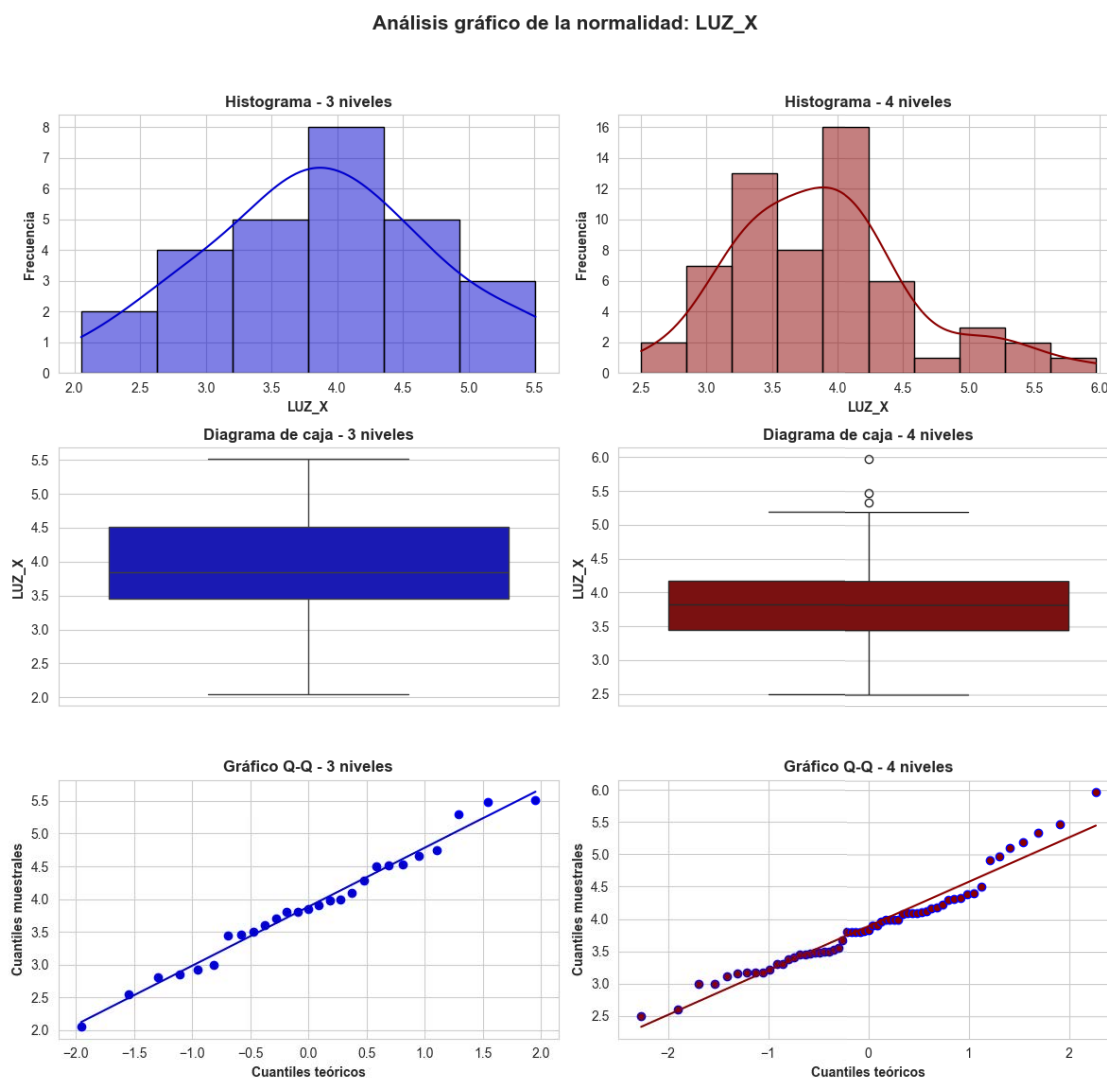 Análisis gráfico de la normalidad: LUZ_X
Histograma - 3 niveles
Frecuencia
8
7
6
5
4
3
2
1
0
2.0 2.5 3.0 3.5 4.0 4.5 5.0 5.5
LUZ_X
Histograma - 4 niveles
Frecuencia
16
14
12
10
8
6
4
2
0
2.5 3.0 3.5 4.0 4.5 5.0 5.5 6.0
LUZ_X
Diagrama de caja - 3 niveles
LUZ_X
5.5
5.0
4.5
4.0
3.5
3.0
2.5
2.0
Diagrama de caja - 4 niveles
LUZ_X
6.0
5.5
5.0
4.5
4.0
3.5
3.0
2.5
Gráfico Q-Q - 3 niveles
Cuantiles muestrales
5.5
5.0
4.5
4.0
3.5
3.0
2.5
2.0
−2.0 −1.5 −1.0 −0.5 0.0 0.5 1.0 1.5 2.0
Cuantiles teóricos
Gráfico Q-Q - 4 niveles
Cuantiles muestrales
6.0
5.5
5.0
4.5
4.0
3.5
3.0
2.5
−2 −1 0 1 2
Cuantiles teóricos